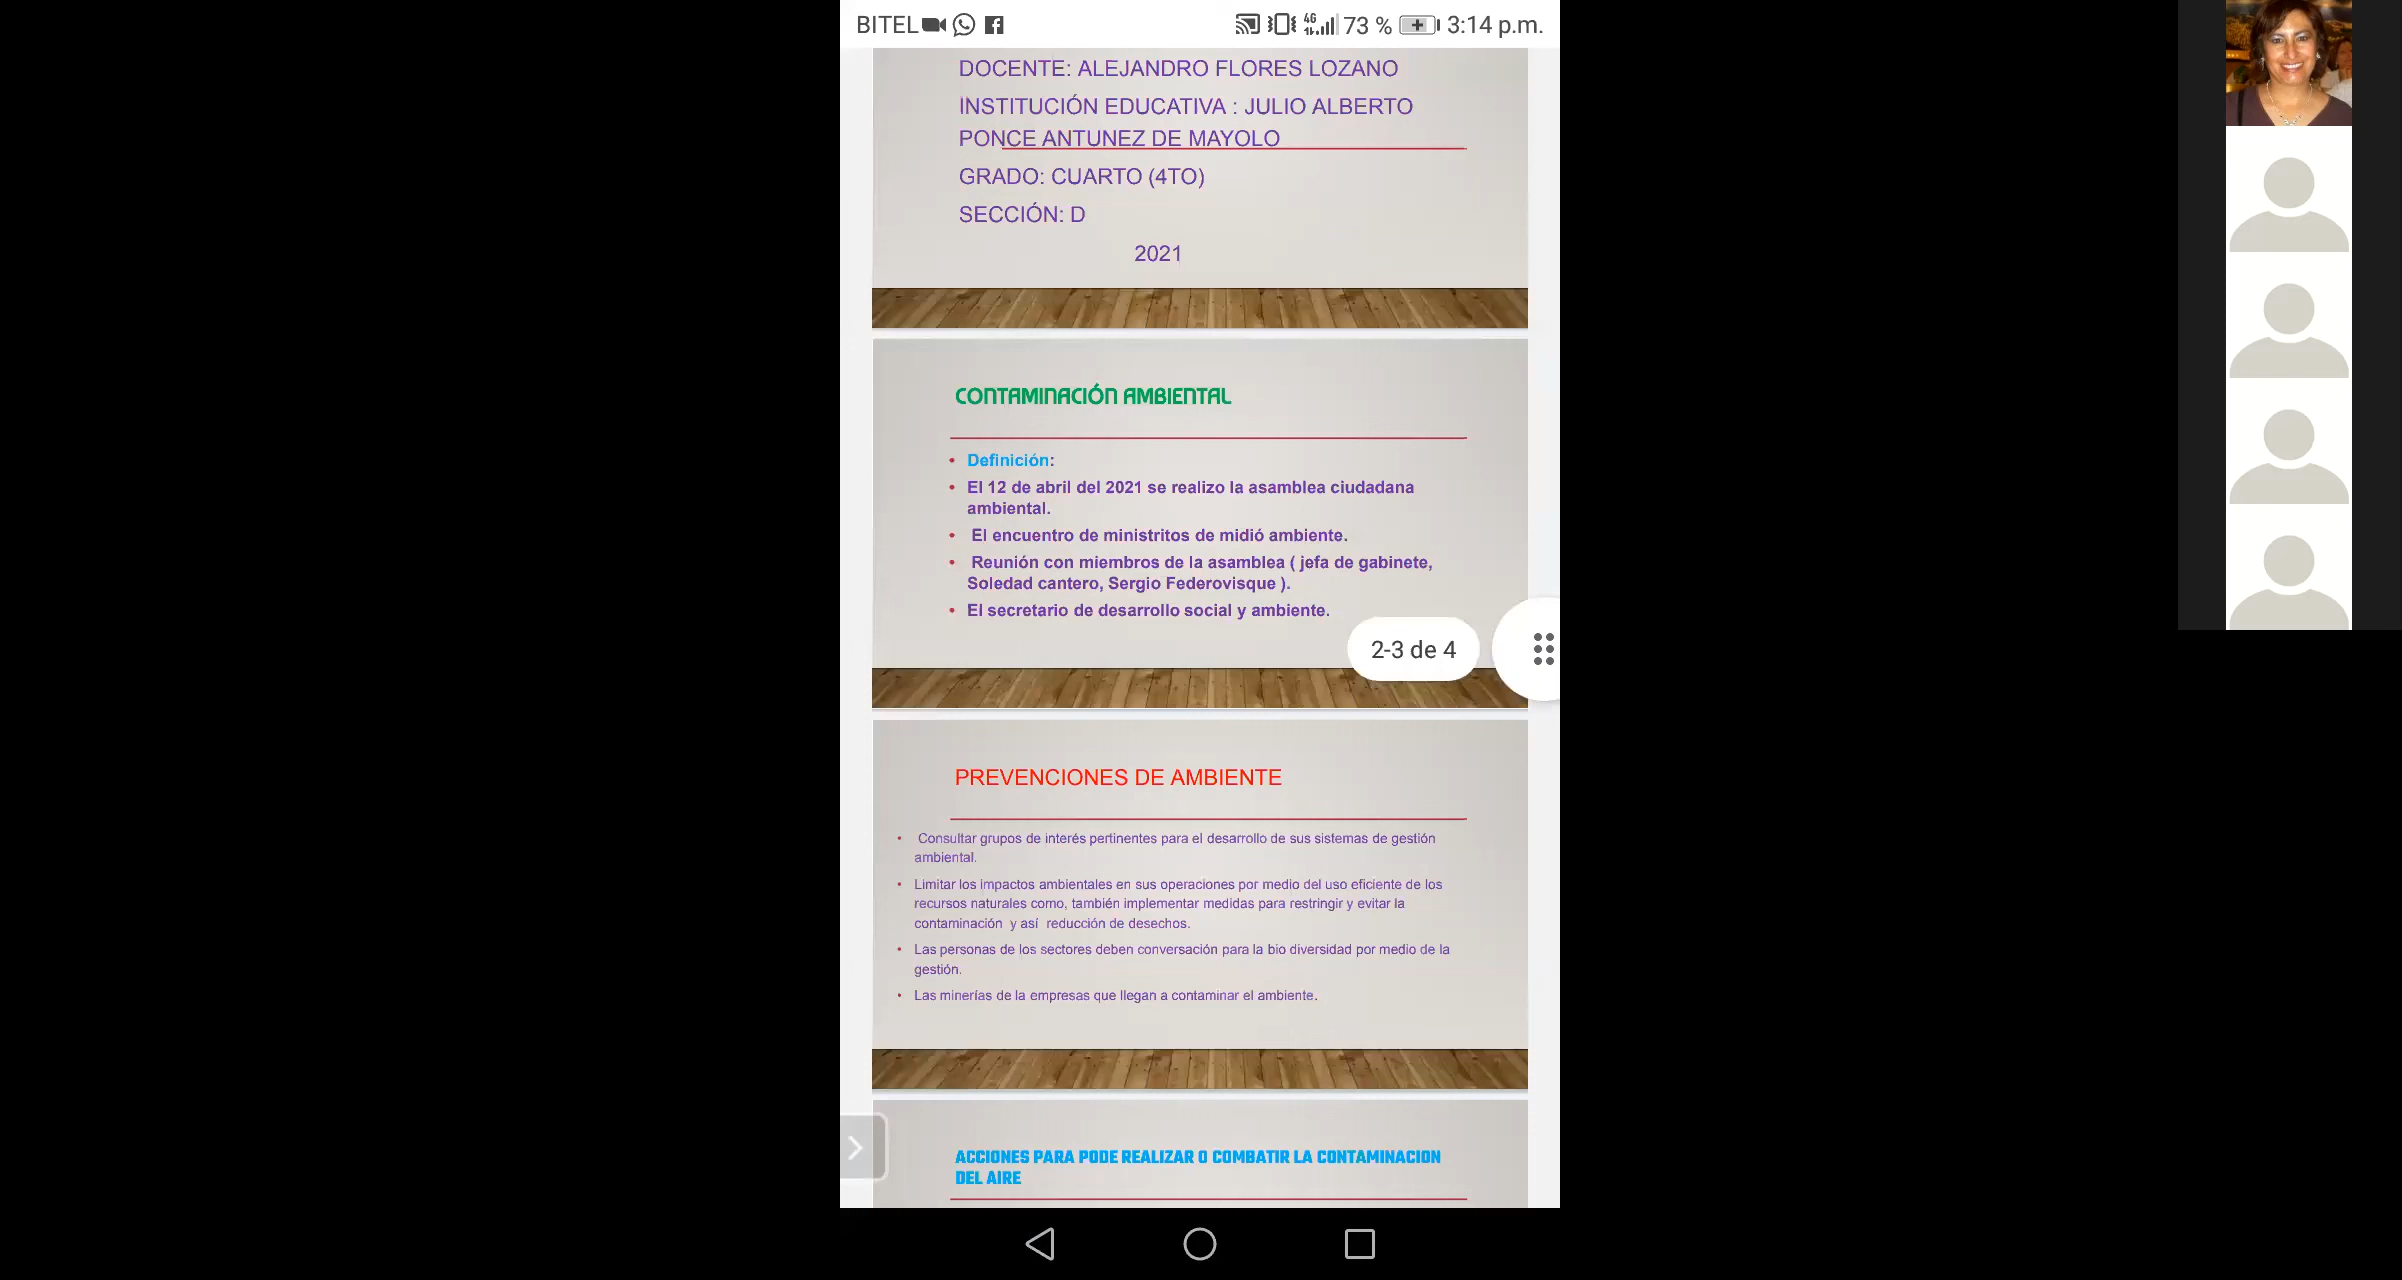 BITEL 4G 73 % 3:14 p.m.
DOCENTE: ALEJANDRO FLORES LOZANO
INSTITUCIÓN EDUCATIVA : JULIO ALBERTO
PONCE ANTUNEZ DE MAYOLO
GRADO: CUARTO (4TO)
SECCIÓN: D
2021
CONTAMINACIÓN AMBIENTAL
• Definición:
• El 12 de abril del 2021 se realizo la asamblea ciudadana
ambiental.
• El encuentro de ministritos de midió ambiente.
• Reunión con miembros de la asamblea ( jefa de gabinete,
Soledad cantero, Sergio Federovisque ).
• El secretario de desarrollo social y ambiente.
2-3 de 4
PREVENCIONES DE AMBIENTE
• Consultar grupos de interés pertinentes para el desarrollo de sus sistemas de gestión
ambiental.
• Limitar los impactos ambientales en sus operaciones por medio del uso eficiente de los
recursos naturales como, también implementar medidas para restringir y evitar la
contaminación y así reducción de desechos.
• Las personas de los sectores deben conversación para la bio diversidad por medio de la
gestión.
• Las minerías de la empresas que llegan a contaminar el ambiente.
ACCIONES PARA PODE REALIZAR O COMBATIR LA CONTAMINACION
DEL AIRE